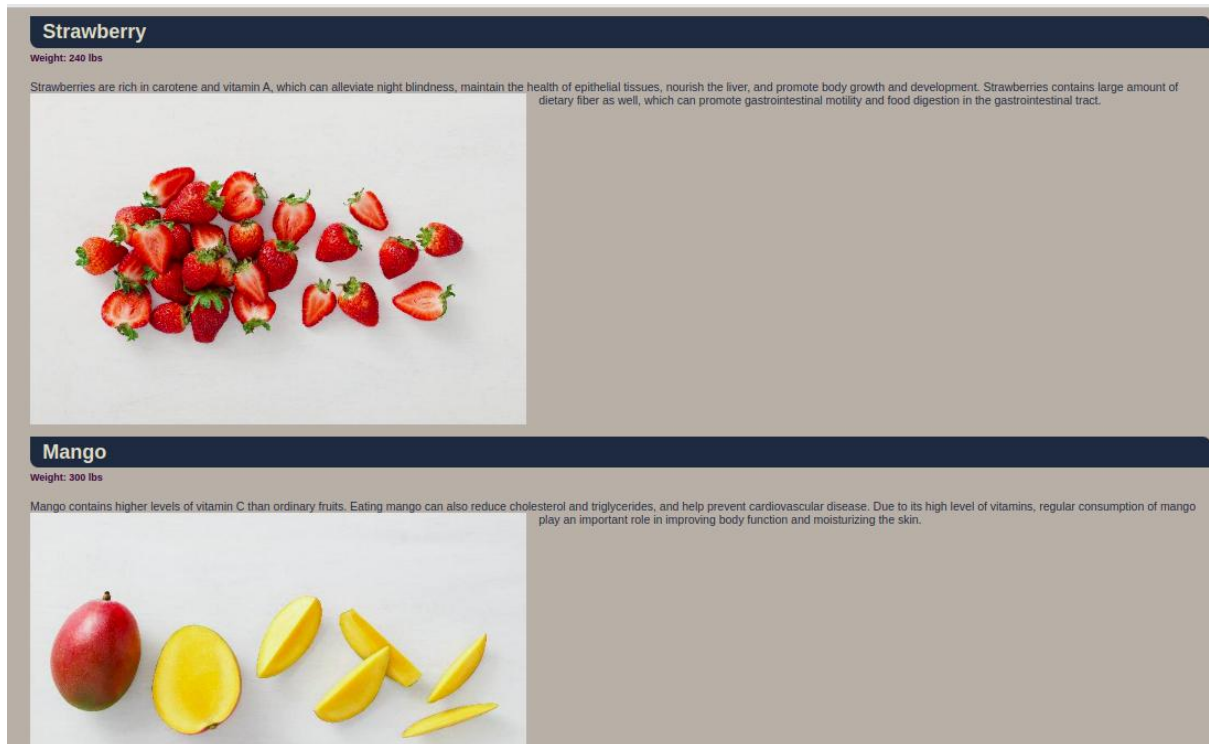 Strawberry
Weight: 240 lbs
Strawberries are rich in carotene and vitamin A, which can alleviate night blindness, maintain the health of epithelial tissues, nourish the liver, and promote body growth and development. Strawberries contains large amount of
dietary fiber as well, which can promote gastrointestinal motility and food digestion in the gastrointestinal tract.
Mango
Weight: 300 lbs
Mango contains higher levels of vitamin C than ordinary fruits. Eating mango can also reduce cholesterol and triglycerides, and help prevent cardiovascular disease. Due to its high level of vitamins, regular consumption of mango
play an important role in improving body function and moisturizing the skin.